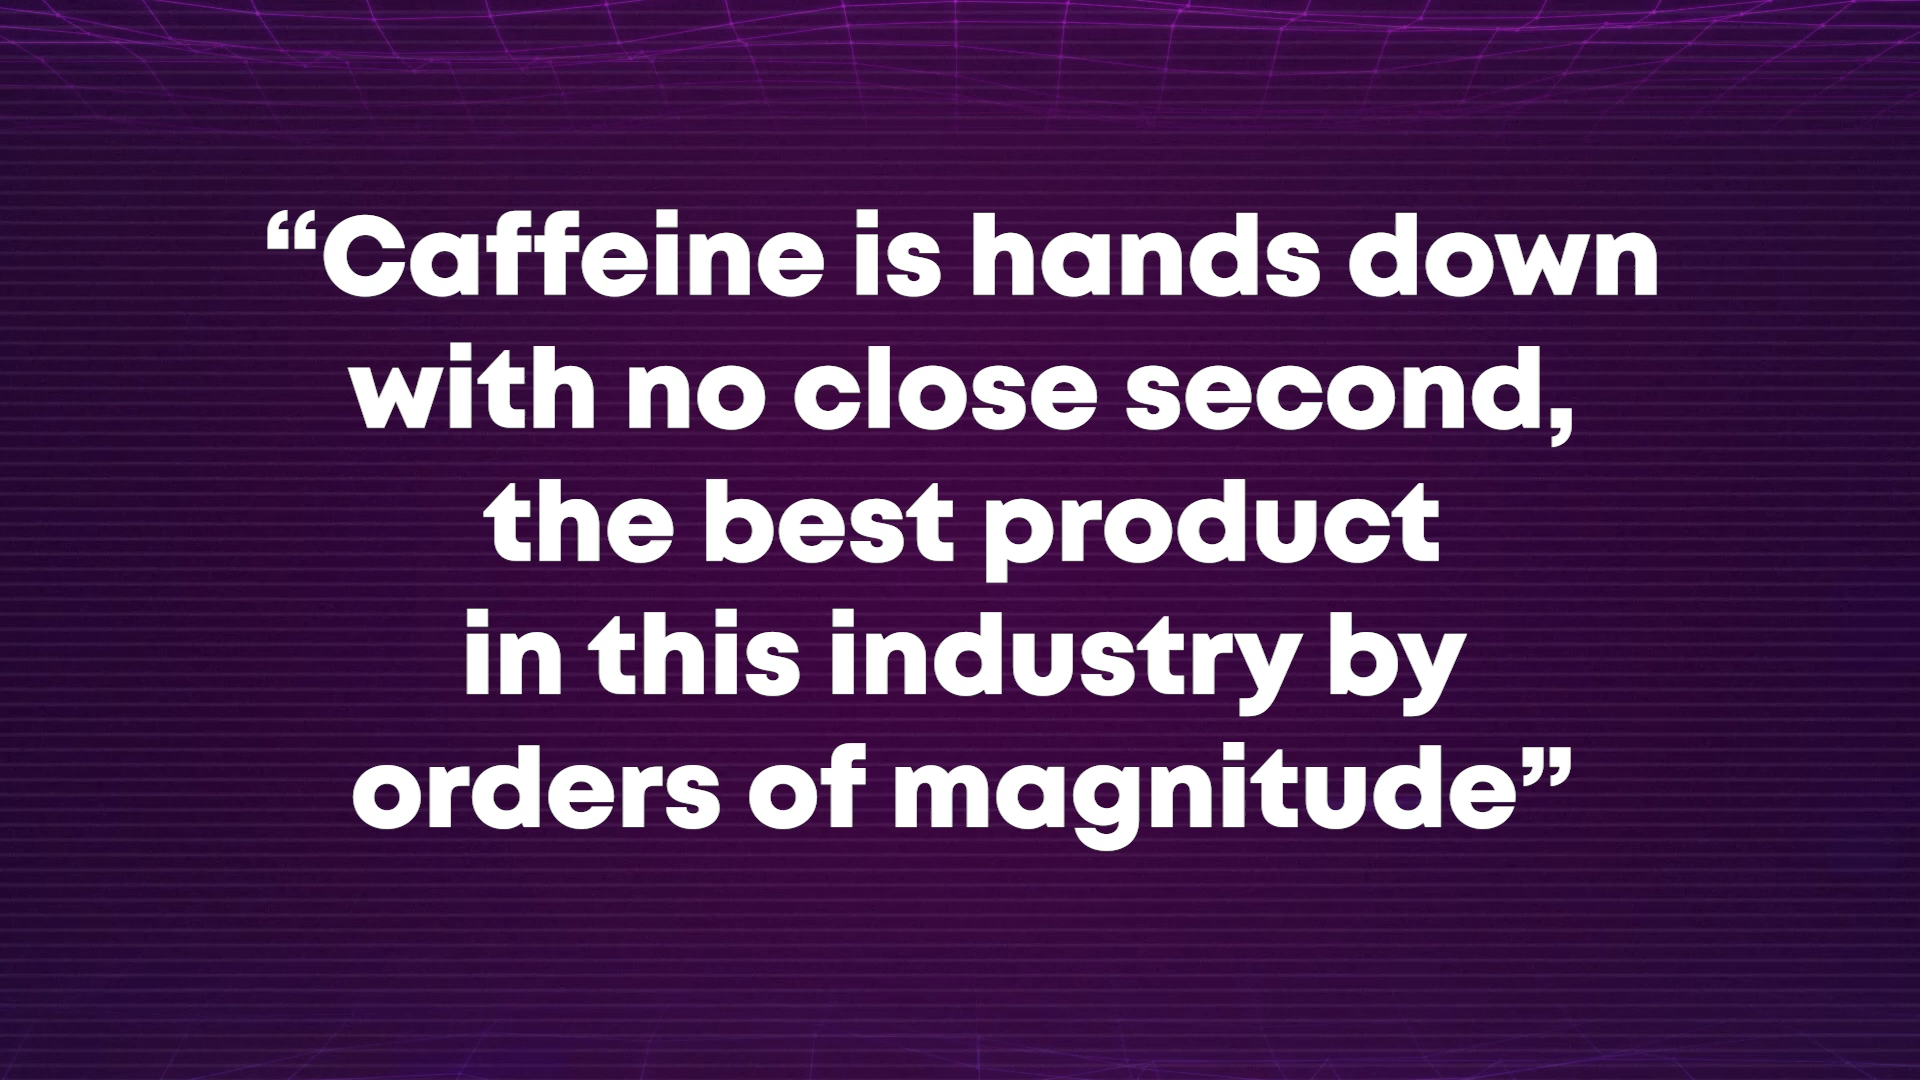 “Caffeine is hands down
with no close second,
the best product
in this industry by
orders of magnitude”